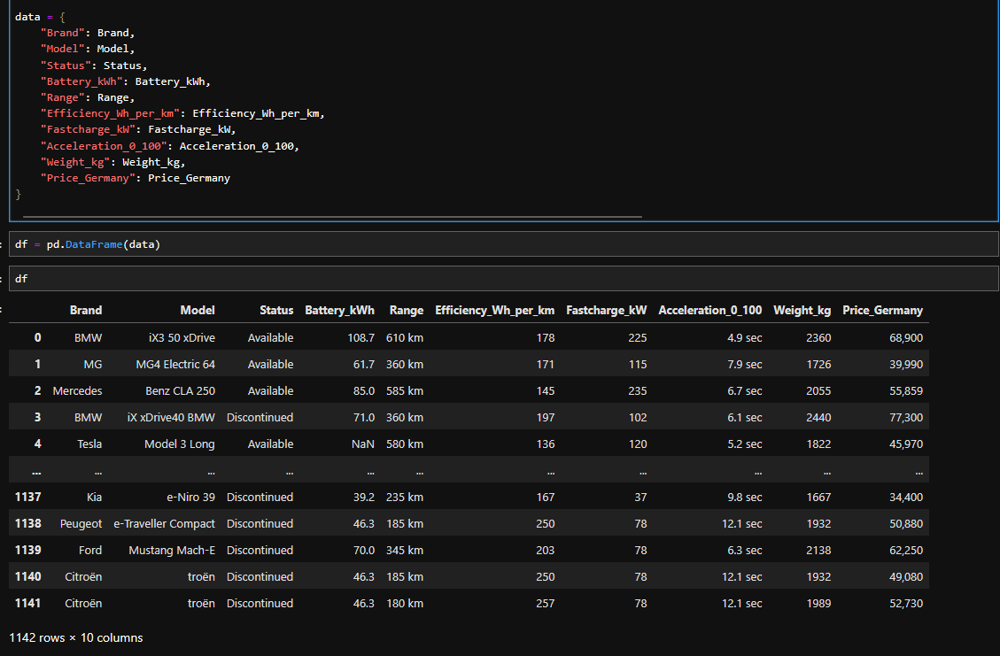 data = {
"Brand": Brand,
"Model": Model,
"Status": Status,
"Battery_kWh": Battery_kWh,
"Range": Range,
"Efficiency_Wh_per_km": Efficiency_Wh_per_km,
"Fastcharge_kW": Fastcharge_kW,
"Acceleration_0_100": Acceleration_0_100,
"Weight_kg": Weight_kg,
"Price_Germany": Price_Germany
}
: df = pd.DataFrame(data)
: df
:
Brand Model Status Battery_kWh Range Efficiency_Wh_per_km Fastcharge_kW Acceleration_0_100 Weight_kg Price_Germany
0 BMW iX3 50 xDrive Available 108.7 610 km 178 225 4.9 sec 2360 68,900
1 MG MG4 Electric 64 Available 61.7 360 km 171 115 7.9 sec 1726 39,990
2 Mercedes Benz CLA 250 Available 85.0 585 km 145 235 6.7 sec 2055 55,859
3 BMW iX xDrive40 BMW Discontinued 71.0 360 km 197 102 6.1 sec 2440 77,300
4 Tesla Model 3 Long Available NaN 580 km 136 120 5.2 sec 1822 45,970
... ... ... ... ... ... ... ... ... ... ...
1137 Kia e-Niro 39 Discontinued 39.2 235 km 167 37 9.8 sec 1667 34,400
1138 Peugeot e-Traveller Compact Discontinued 46.3 185 km 250 78 12.1 sec 1932 50,880
1139 Ford Mustang Mach-E Discontinued 70.0 345 km 203 78 6.3 sec 2138 62,250
1140 Citroën troën Discontinued 46.3 185 km 250 78 12.1 sec 1932 49,080
1141 Citroën troën Discontinued 46.3 180 km 257 78 12.1 sec 1989 52,730
1142 rows × 10 columns